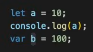 let a = 10;
console.log(a);
var b = 100;